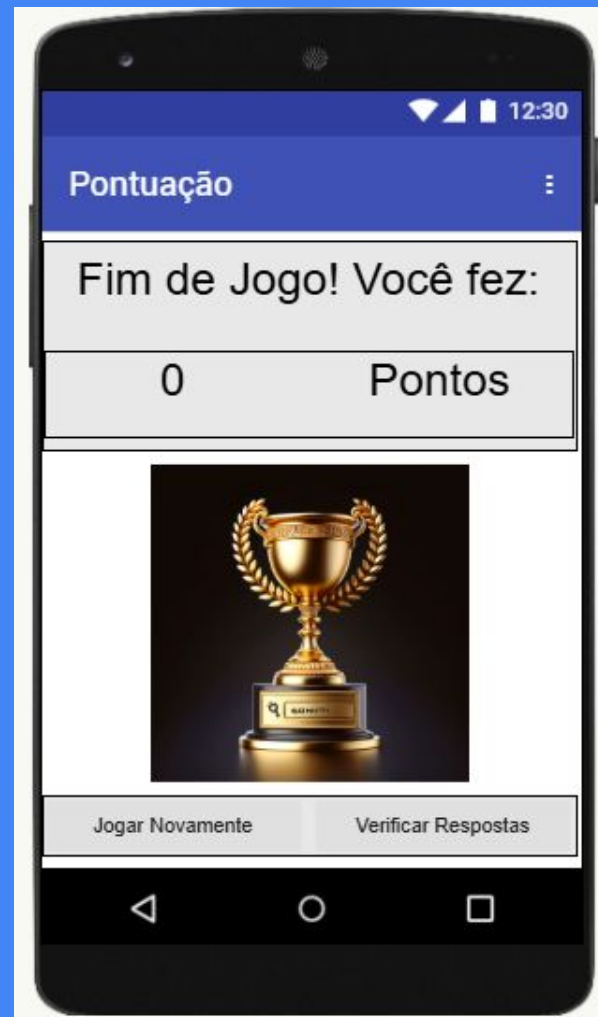 12:30
Pontuação
Fim de Jogo! Você fez:
0 Pontos
Jogar Novamente Verificar Respostas